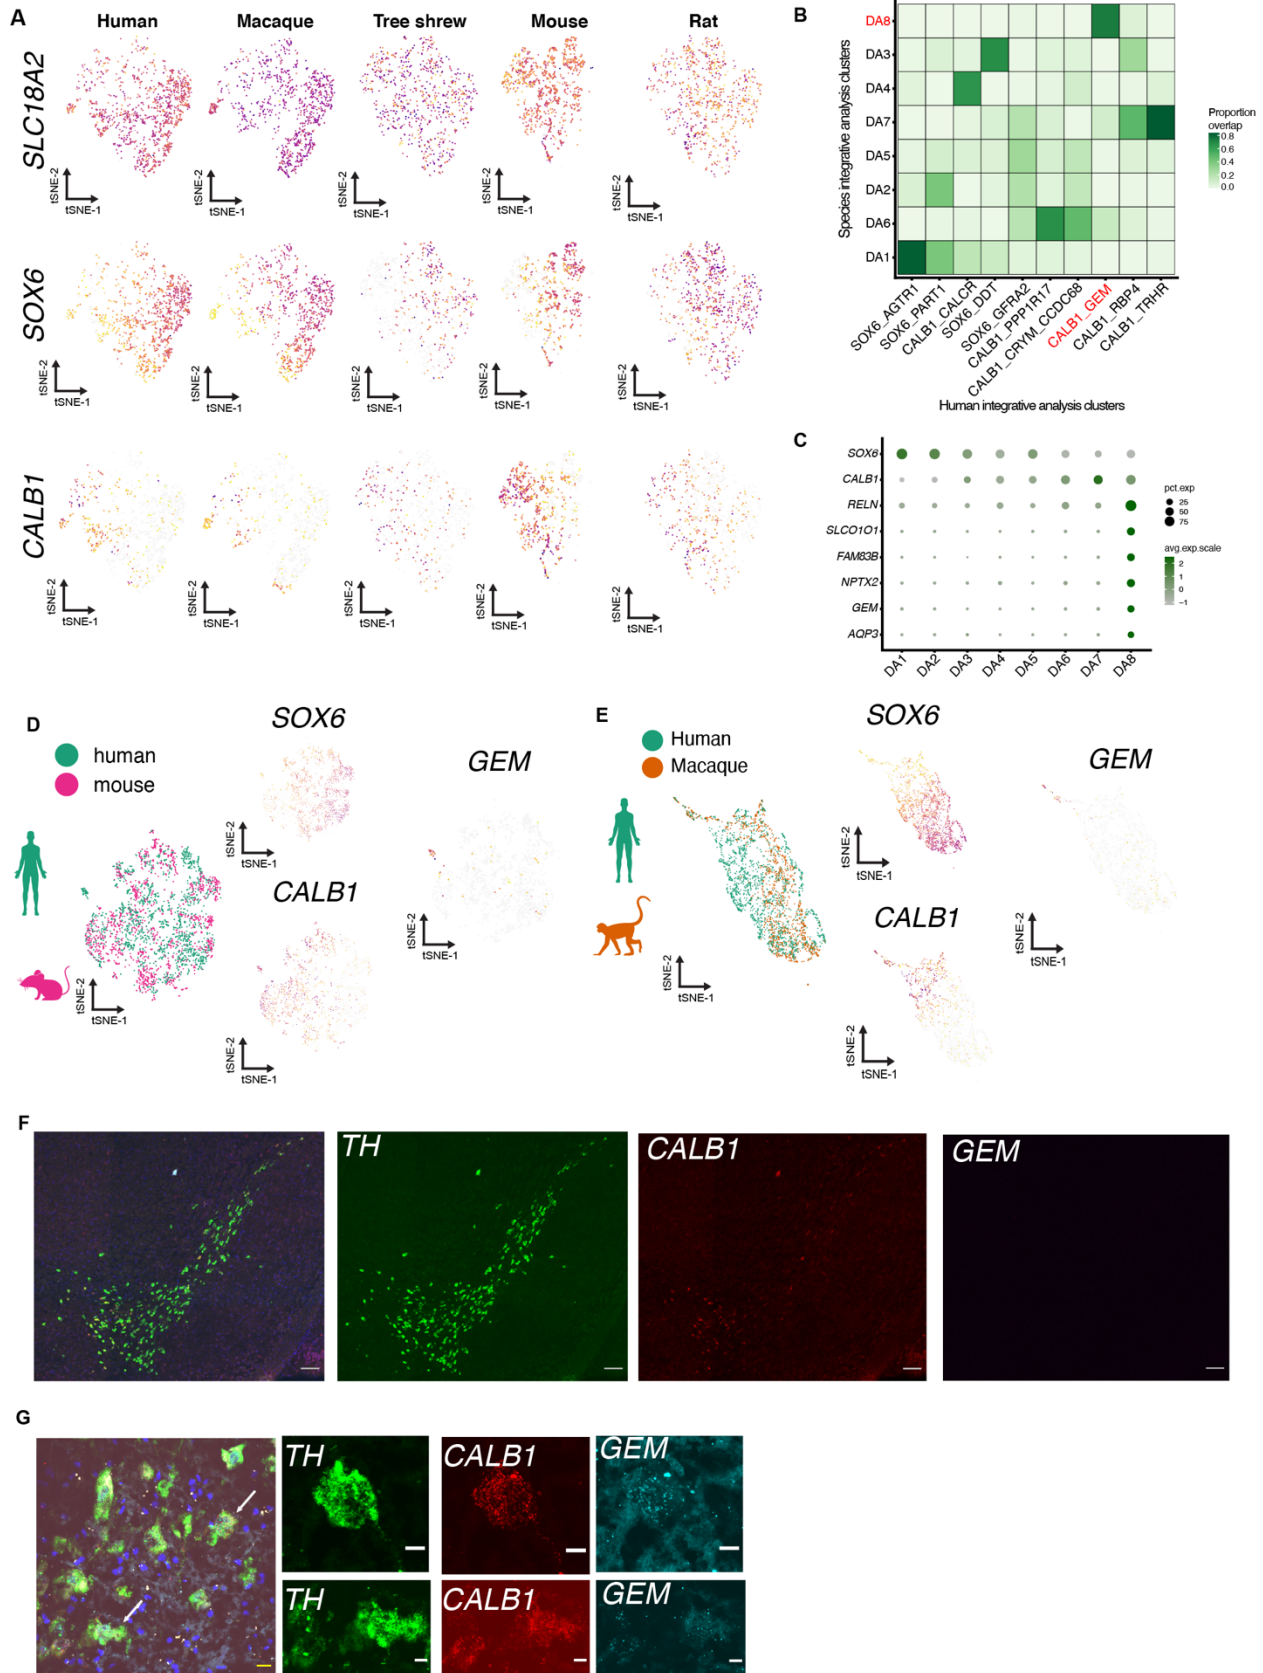 A
Human Macaque Tree shrew Mouse Rat
SLC18A2
tSNE-2 tSNE-2 tSNE-2 tSNE-2 tSNE-2
tSNE-1 tSNE-1 tSNE-1 tSNE-1 tSNE-1
SOX6
tSNE-2 tSNE-2 tSNE-2 tSNE-2 tSNE-2
tSNE-1 tSNE-1 tSNE-1 tSNE-1 tSNE-1
CALB1
tSNE-2 tSNE-2 tSNE-2 tSNE-2 tSNE-2
tSNE-1 tSNE-1 tSNE-1 tSNE-1 tSNE-1
B
Species integrative analysis clusters
DA8
DA3
DA4
DA7
DA5
DA2
DA6
DA1
SOX6_AGTR1
SOX6_PART1
CALB1_CALCR
SOX6_DDT
SOX6_GFRA2
CALB1_PPP1R17
CALB1_CRYM_CCDC68
CALB1_GEM
CALB1_RBP4
CALB1_TRHR
Human integrative analysis clusters
Proportion
overlap
0.8
0.6
0.4
0.2
0.0
C
SOX6
CALB1
RELN
SLCO1O1
FAM83B
NPTX2
GEM
AQP3
DA1 DA2 DA3 DA4 DA5 DA6 DA7 DA8
pct.exp
25
50
75
avg.exp.scale
2
1
0
−1
D
human
mouse
tSNE-2
tSNE-1
SOX6
tSNE-2
tSNE-1
CALB1
tSNE-2
tSNE-1
GEM
tSNE-2
tSNE-1
E
Human
Macaque
tSNE-2
tSNE-1
SOX6
tSNE-2
tSNE-1
CALB1
tSNE-2
tSNE-1
GEM
tSNE-2
tSNE-1
F
TH CALB1 GEM
G
TH CALB1 GEM
TH CALB1 GEM